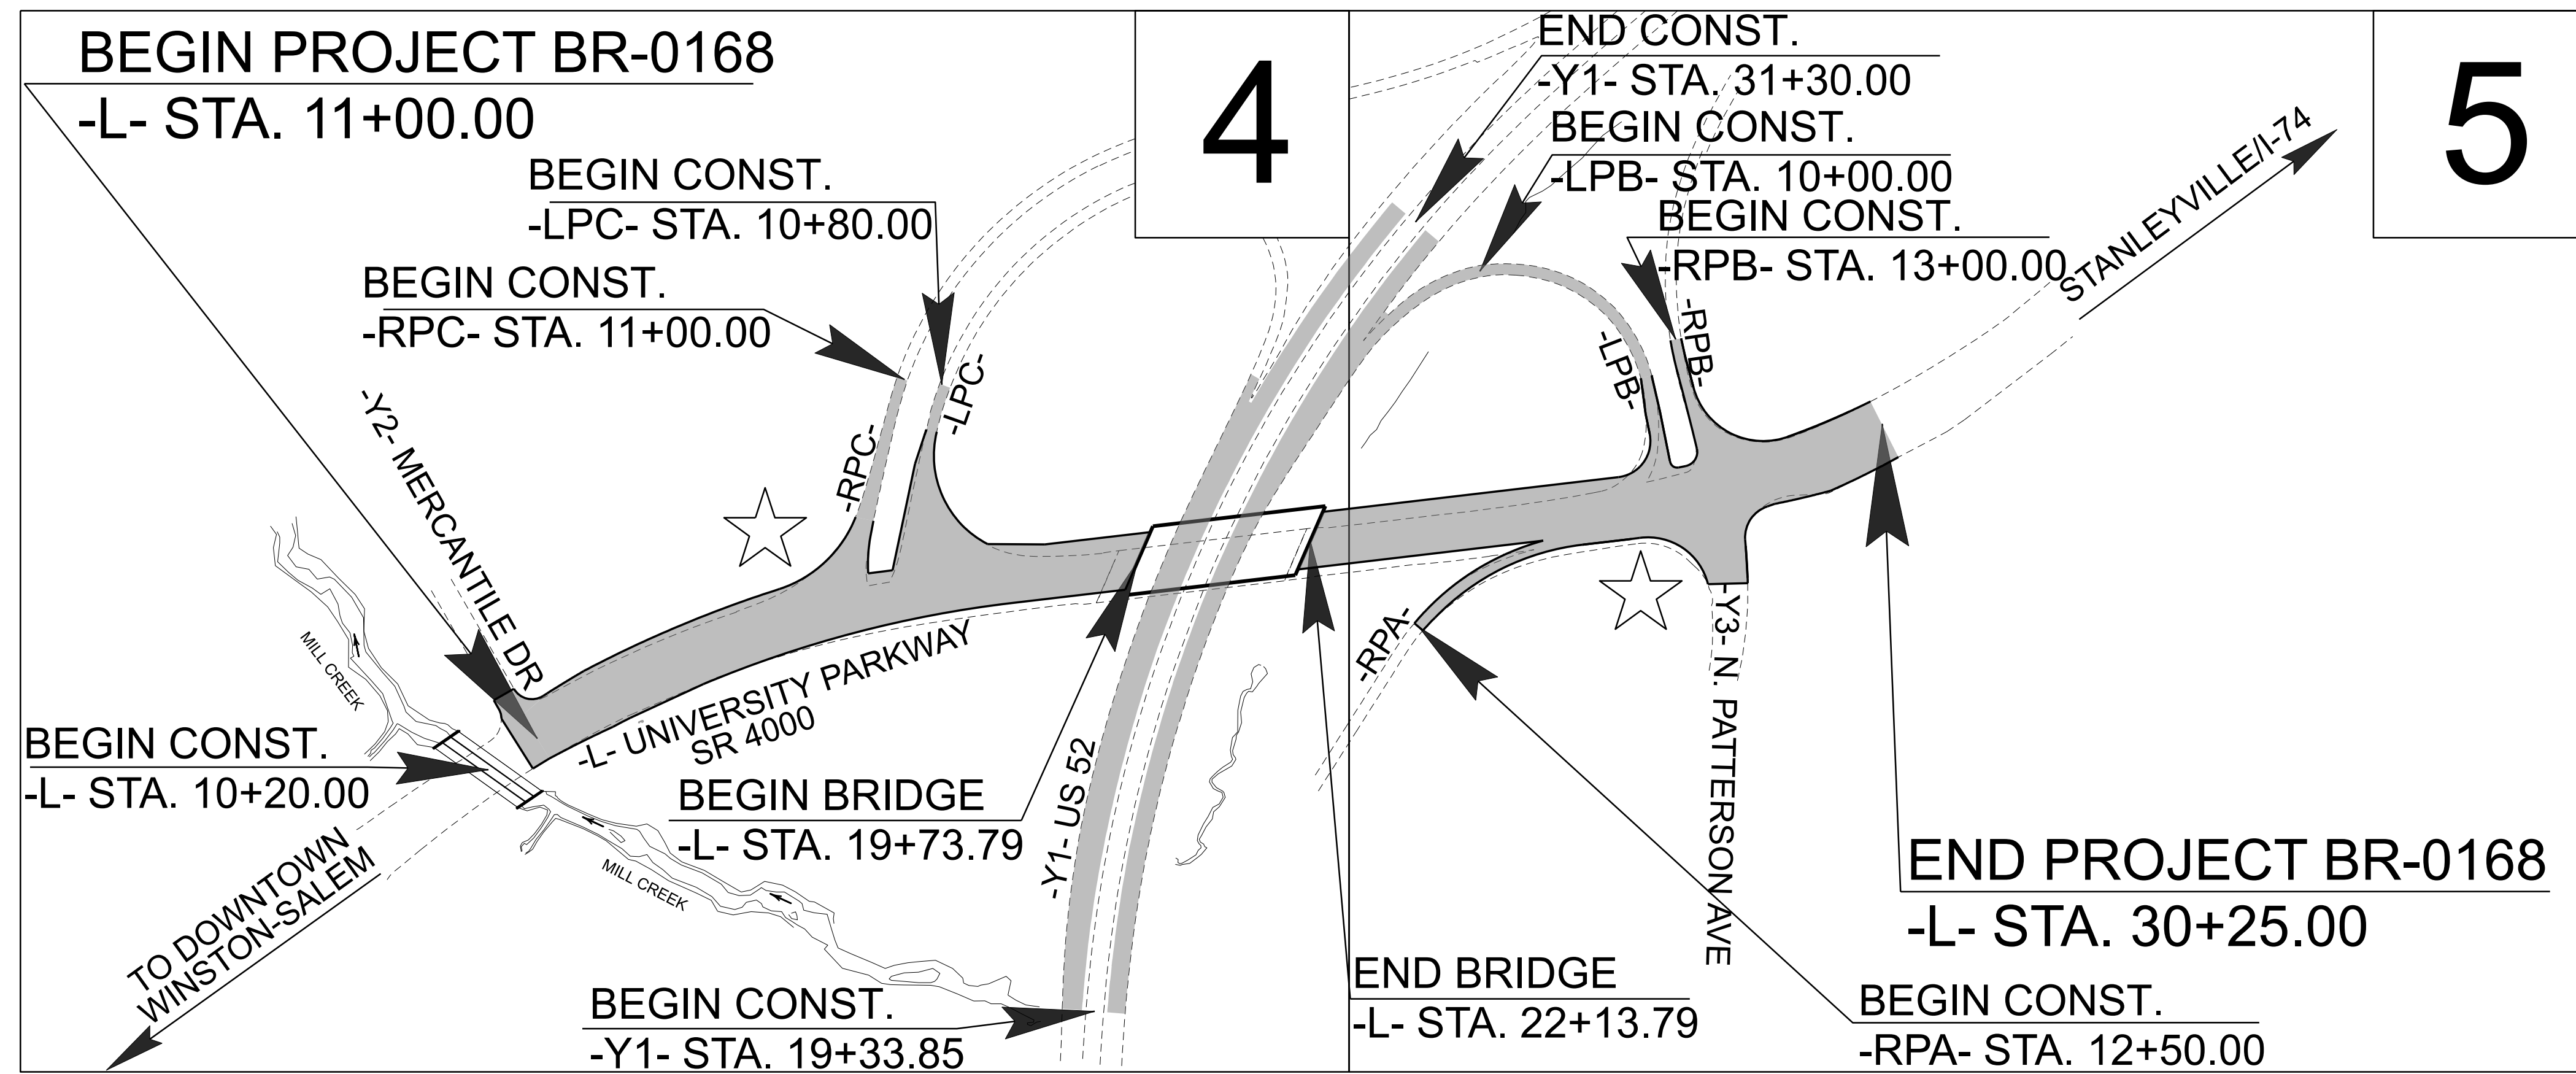 BEGIN PROJECT BR-0168
-L- STA. 11+00.00
4
END CONST.
-Y1- STA. 31+30.00
BEGIN CONST.
-LPB- STA. 10+00.00
BEGIN CONST.
-RPB- STA. 13+00.00
5
STANLEYVILLE/I-74
BEGIN CONST.
-LPC- STA. 10+80.00
BEGIN CONST.
-RPC- STA. 11+00.00
-RPC-
-LPC-
-LPB-
-RPB-
-Y2- MERCANTILE DR
MILL CREEK
-L- UNIVERSITY PARKWAY
SR 4000
-RPA-
-Y3- N. PATTERSON AVE
BEGIN CONST.
-L- STA. 10+20.00
BEGIN BRIDGE
-L- STA. 19+73.79
-Y1- US 52
MILL CREEK
TO DOWNTOWN
WINSTON-SALEM
END PROJECT BR-0168
-L- STA. 30+25.00
BEGIN CONST.
-Y1- STA. 19+33.85
END BRIDGE
-L- STA. 22+13.79
BEGIN CONST.
-RPA- STA. 12+50.00